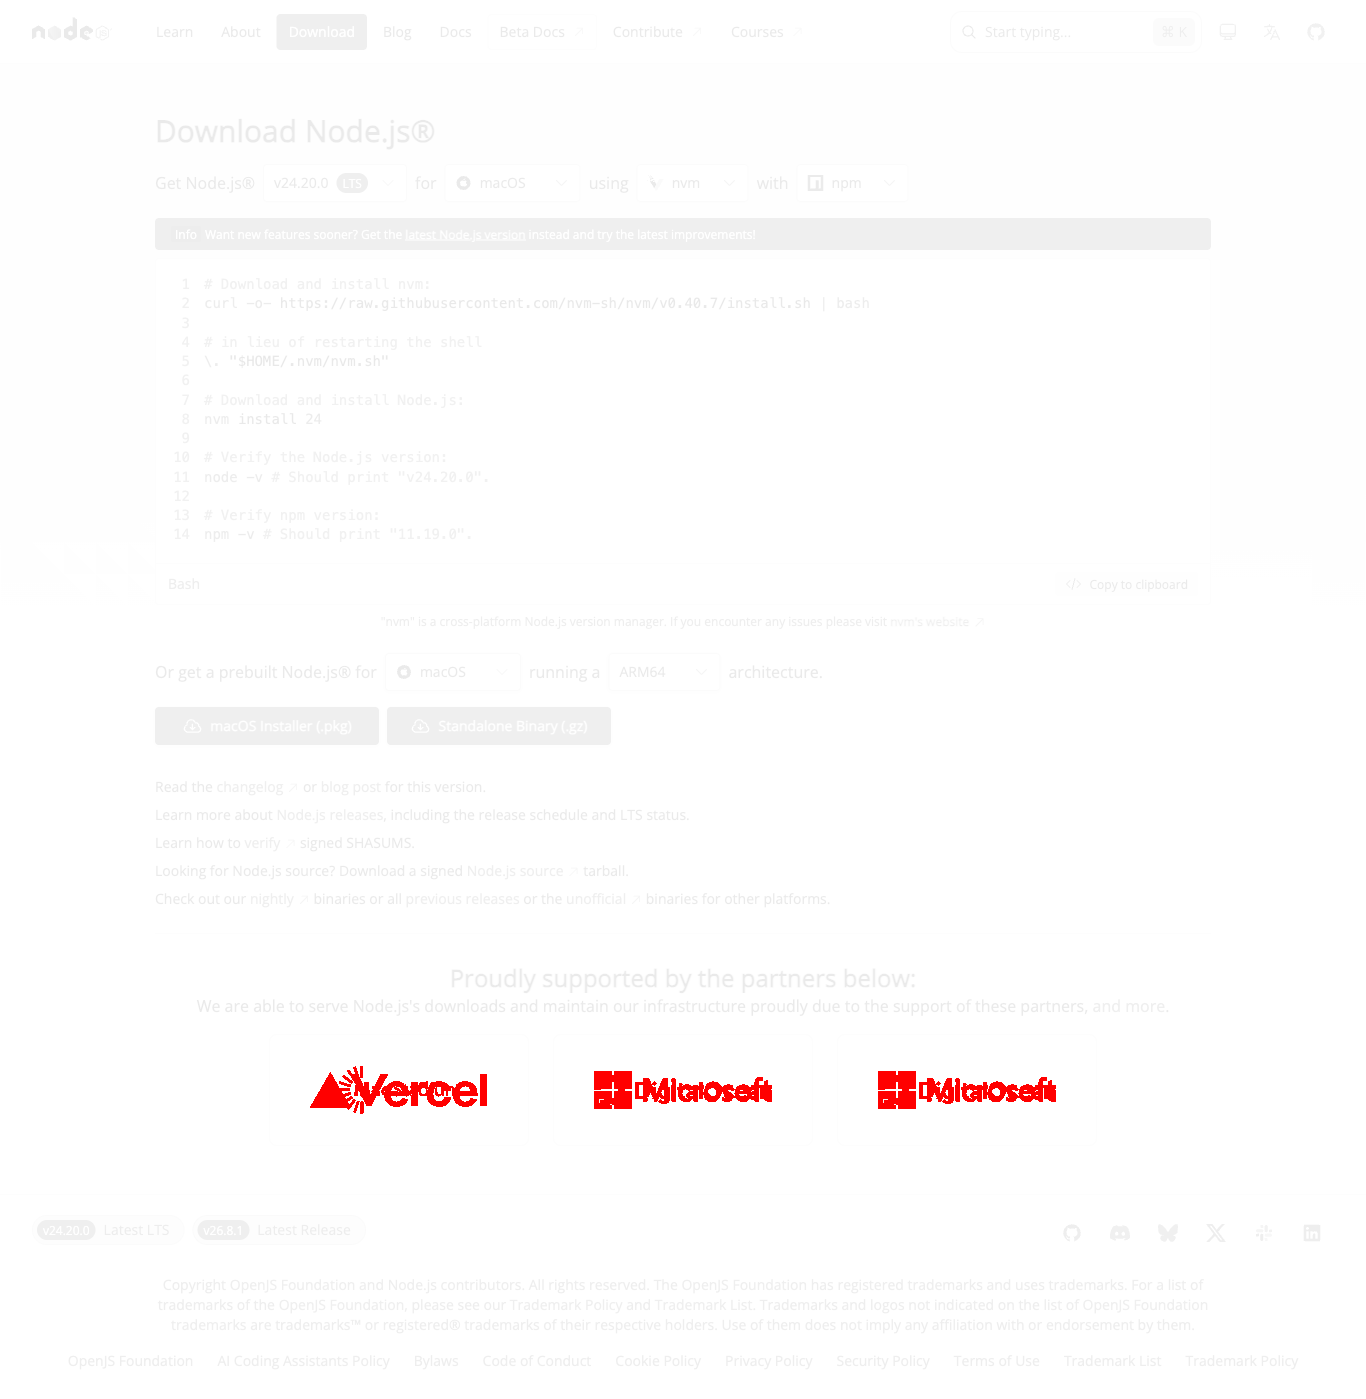 node JS
Learn About Download Blog Docs Beta Docs Contribute Courses Start typing... ⌘ K
Download Node.js®
Get Node.js® v24.20.0 LTS for macOS using nvm with npm
Info Want new features sooner? Get the latest Node.js version instead and try the latest improvements!
1 # Download and install nvm:
2 curl -o- https://raw.githubusercontent.com/nvm-sh/nvm/v0.40.7/install.sh | bash
3
4 # in lieu of restarting the shell
5 \. "$HOME/.nvm/nvm.sh"
6
7 # Download and install Node.js:
8 nvm install 24
9
10 # Verify the Node.js version:
11 node -v # Should print "v24.20.0".
12
13 # Verify npm version:
14 npm -v # Should print "11.19.0".
Bash Copy to clipboard
"nvm" is a cross-platform Node.js version manager. If you encounter any issues please visit nvm's website
Or get a prebuilt Node.js® for macOS running a ARM64 architecture.
macOS Installer (.pkg) Standalone Binary (.gz)
Read the changelog or blog post for this version.
Learn more about Node.js releases, including the release schedule and LTS status.
Learn how to verify signed SHASUMS.
Looking for Node.js source? Download a signed Node.js source tarball.
Check out our nightly binaries or all previous releases or the unofficial binaries for other platforms.
Proudly supported by the partners below:
We are able to serve Node.js's downloads and maintain our infrastructure proudly due to the support of these partners, and more.
Vercel Microsoft Microsoft
v24.20.0 Latest LTS v26.8.1 Latest Release
Copyright OpenJS Foundation and Node.js contributors. All rights reserved. The OpenJS Foundation has registered trademarks and uses trademarks. For a list of
trademarks of the OpenJS Foundation, please see our Trademark Policy and Trademark List. Trademarks and logos not indicated on the list of OpenJS Foundation
trademarks are trademarks™ or registered® trademarks of their respective holders. Use of them does not imply any affiliation with or endorsement by them.
OpenJS Foundation AI Coding Assistants Policy Bylaws Code of Conduct Cookie Policy Privacy Policy Security Policy Terms of Use Trademark List Trademark Policy